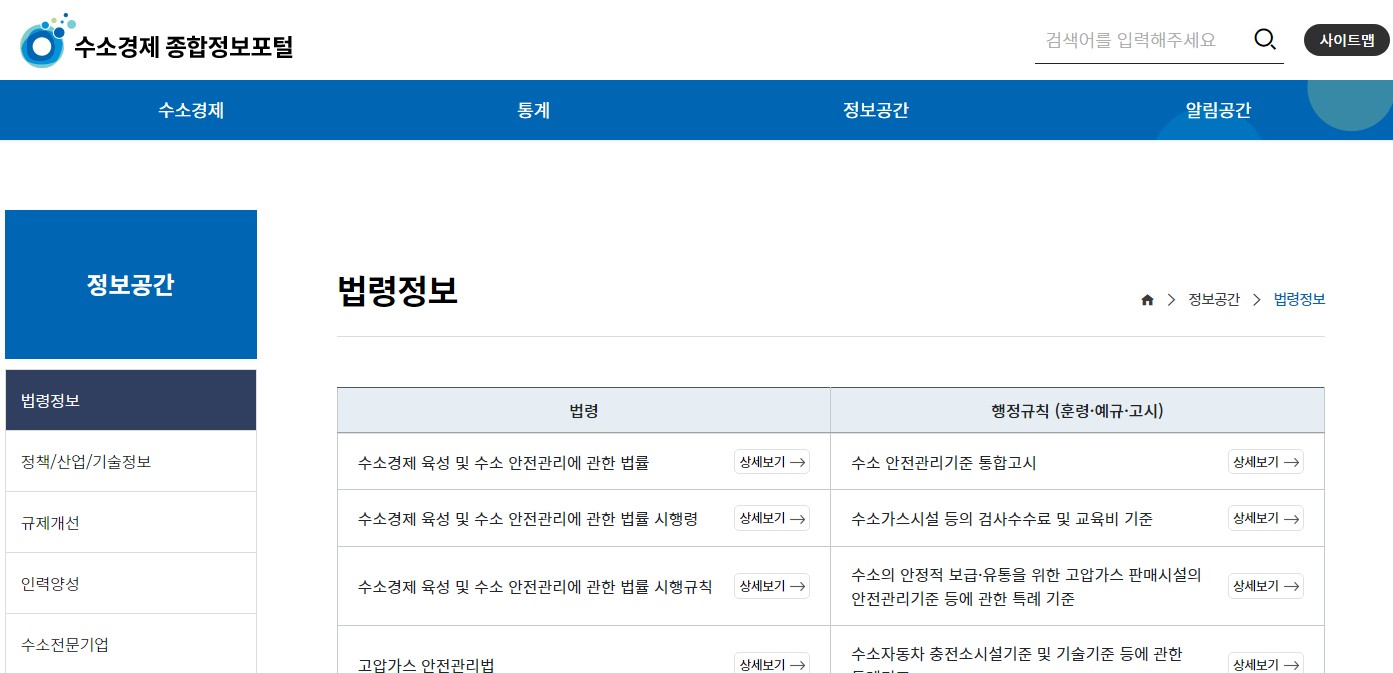 수소경제 종합정보포털
검색어를 입력해주세요
사이트맵
수소경제
통계
정보공간
알림공간
정보공간
법령정보
정책/산업/기술정보
규제개선
인력양성
수소전문기업
법령정보
정보공간
법령정보
법령
행정규칙 (훈령·예규·고시)
수소경제 육성 및 수소 안전관리에 관한 법률
상세보기
수소 안전관리기준 통합고시
상세보기
수소경제 육성 및 수소 안전관리에 관한 법률 시행령
상세보기
수소가스시설 등의 검사수수료 및 교육비 기준
상세보기
수소경제 육성 및 수소 안전관리에 관한 법률 시행규칙
상세보기
수소의 안정적 보급·유통을 위한 고압가스 판매시설의
안전관리기준 등에 관한 특례 기준
상세보기
고압가스 안전관리법
상세보기
수소자동차 충전소시설기준 및 기술기준 등에 관한
상세보기